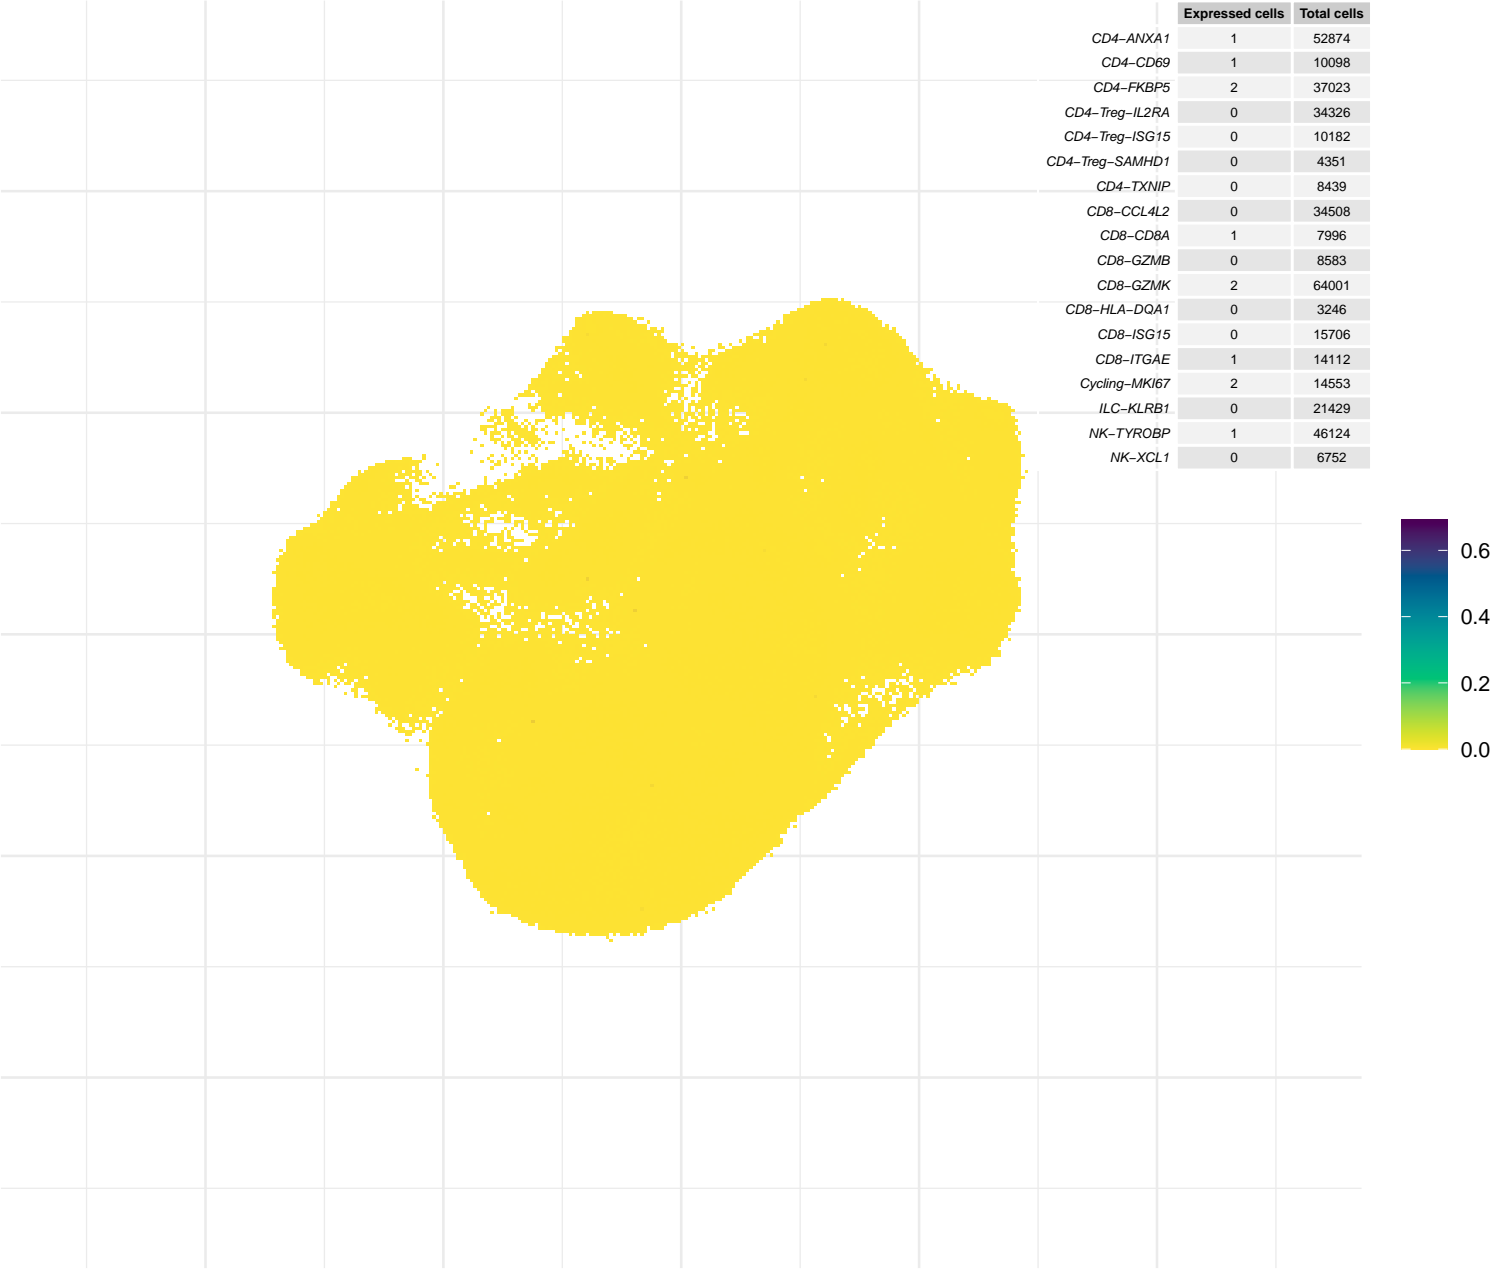 Expressed cells Total cells
CD4−ANXA1 1 52874
CD4−CD69 1 10098
CD4−FKBP5 2 37023
CD4−Treg−IL2RA 0 34326
CD4−Treg−ISG15 0 10182
CD4−Treg−SAMHD1 0 4351
CD4−TXNIP 0 8439
CD8−CCL4L2 0 34508
CD8−CD8A 1 7996
CD8−GZMB 0 8583
CD8−GZMK 2 64001
CD8−HLA−DQA1 0 3246
CD8−ISG15 0 15706
CD8−ITGAE 1 14112
Cycling−MKI67 2 14553
ILC−KLRB1 0 21429
NK−TYROBP 1 46124
NK−XCL1 0 6752
0.6
0.4
0.2
0.0